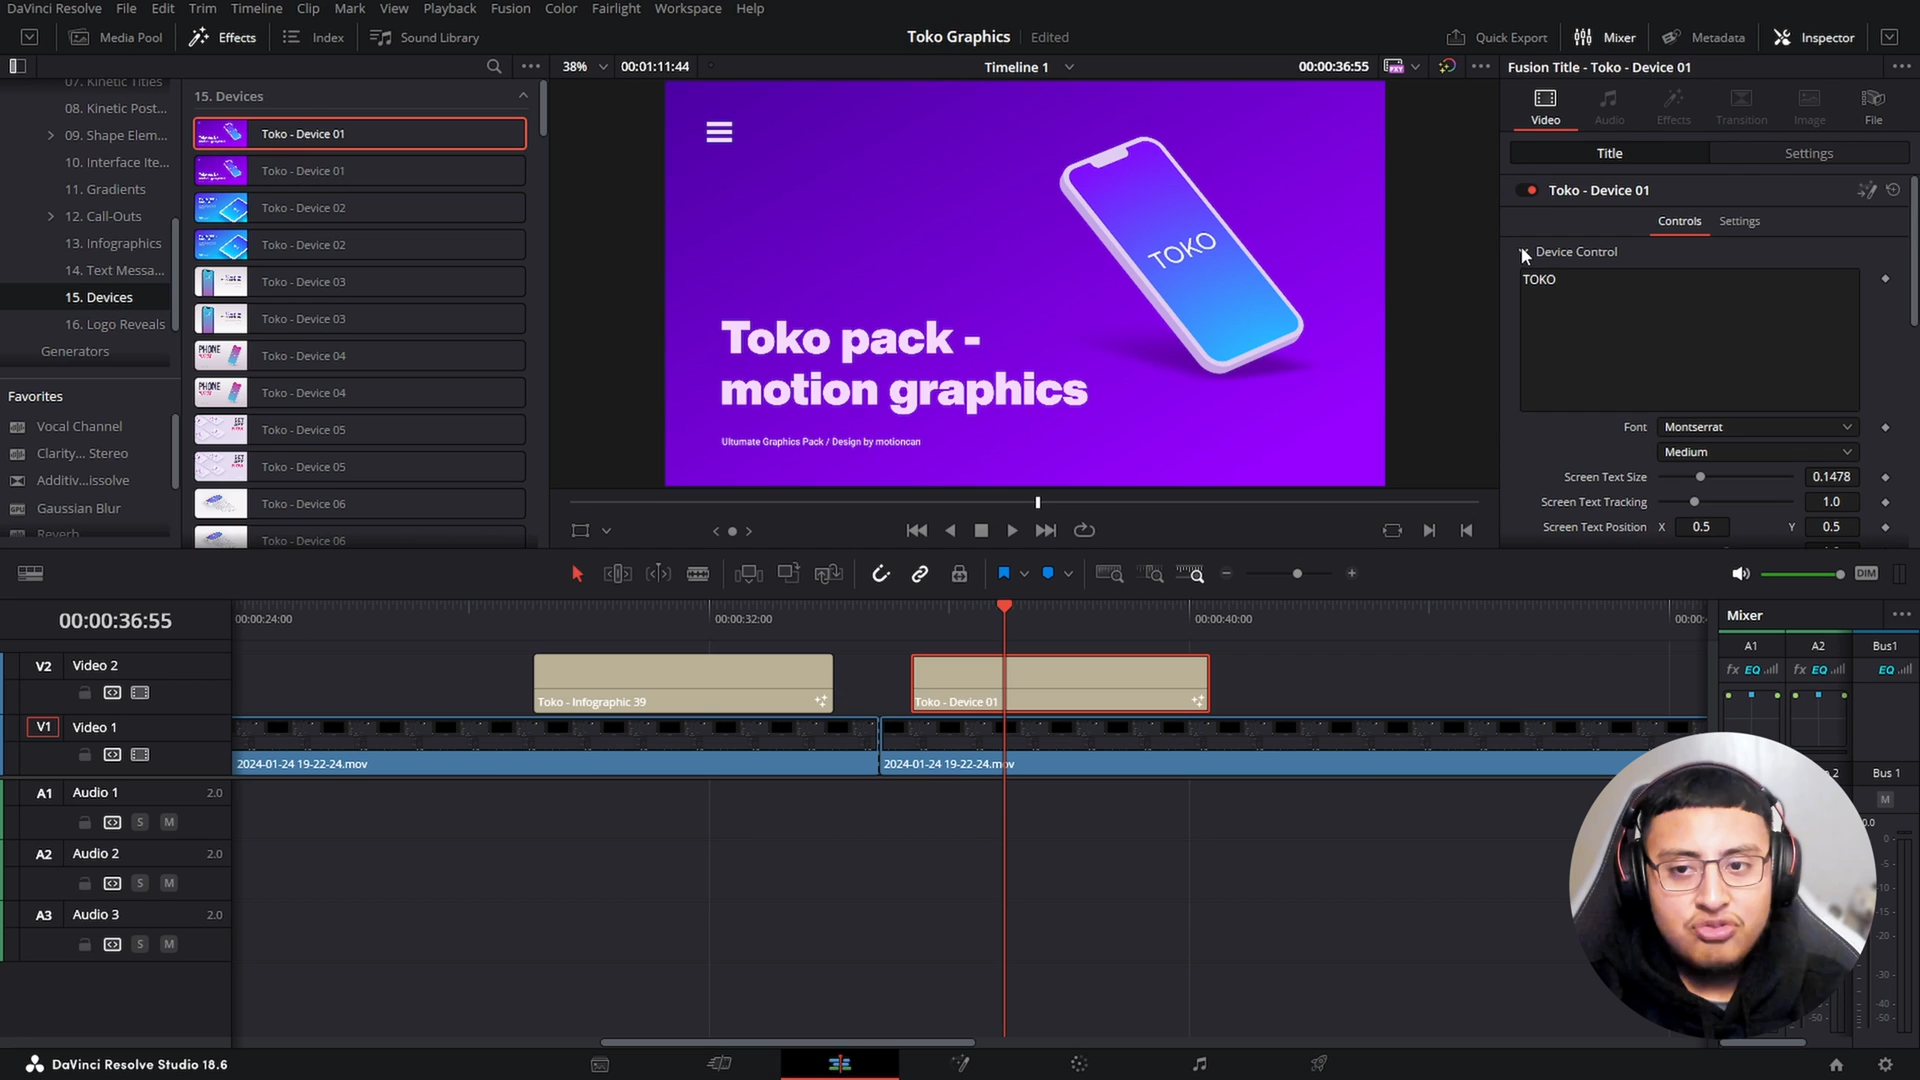 DaVinci Resolve File Edit Trim Timeline Clip Mark View Playback Fusion Color Fairlight Workspace Help
Media Pool Effects Index Sound Library
Toko Graphics Edited
Quick Export Mixer Metadata Inspector
38% 00:01:11:44 Timeline 1 00:00:36:55
Fusion Title - Toko - Device 01
07. Kinetic Titles
08. Kinetic Post...
09. Shape Elem...
10. Interface Ite...
11. Gradients
12. Call-Outs
13. Infographics
14. Text Messa...
15. Devices
16. Logo Reveals
Generators
Favorites
Vocal Channel
Clarity... Stereo
Additiv...issolve
Gaussian Blur
Reverb
15. Devices
Toko - Device 01
Toko - Device 01
Toko - Device 02
Toko - Device 02
Toko - Device 03
Toko - Device 03
PHONE
Toko - Device 04
PHONE
Toko - Device 04
Toko - Device 05
Toko - Device 05
Toko - Device 06
Toko - Device 06
TOKO
Toko pack -
motion graphics
Ultumate Graphics Pack / Design by motioncan
Video Audio Effects Transition Image File
Title Settings
Toko - Device 01
Controls Settings
Device Control
TOKO
Font Montserrat
Medium
Screen Text Size 0.1478
Screen Text Tracking 1.0
Screen Text Position X 0.5 Y 0.5
DIM
00:00:36:55
00:00:24:00 00:00:32:00 00:00:40:00 00:00:
V2 Video 2
Toko - Infographic 39
Toko - Device 01
V1 Video 1
2024-01-24 19-22-24.mov
2024-01-24 19-22-24.mov
A1 Audio 1 2.0
S M
A2 Audio 2 2.0
S M
A3 Audio 3 2.0
S M
Mixer
A1 A2 Bus1
fx EQ fx EQ EQ
2 Bus 1
M
0.0
0
-5
-10
-15
-20
-30
-40
-50
-50
DaVinci Resolve Studio 18.6